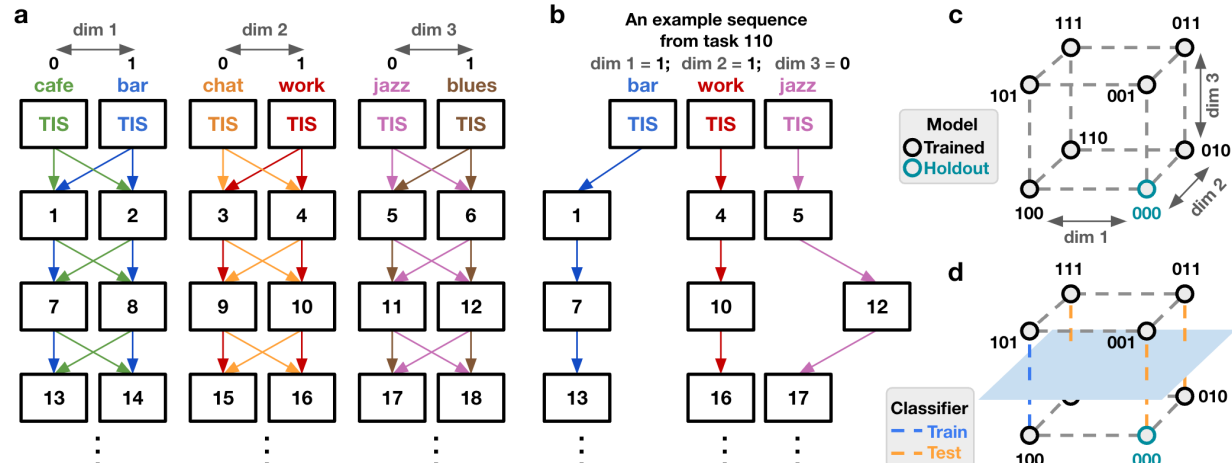 a
dim 1
dim 2
dim 3
0 1 0 1 0 1
cafe bar chat work jazz blues
TIS TIS TIS TIS TIS TIS
1 2 3 4 5 6
7 8 9 10 11 12
13 14 15 16 17 18
b
An example sequence
from task 110
dim 1 = 1; dim 2 = 1; dim 3 = 0
bar work jazz
TIS TIS TIS
1 4 5
7 10 12
13 16 17
c
111 011
101 001
dim 3
Model
Trained
Holdout
110
010
dim 2
100 000
dim 1
d
111 011
101 001
010
Classifier
Train
Test
100 000